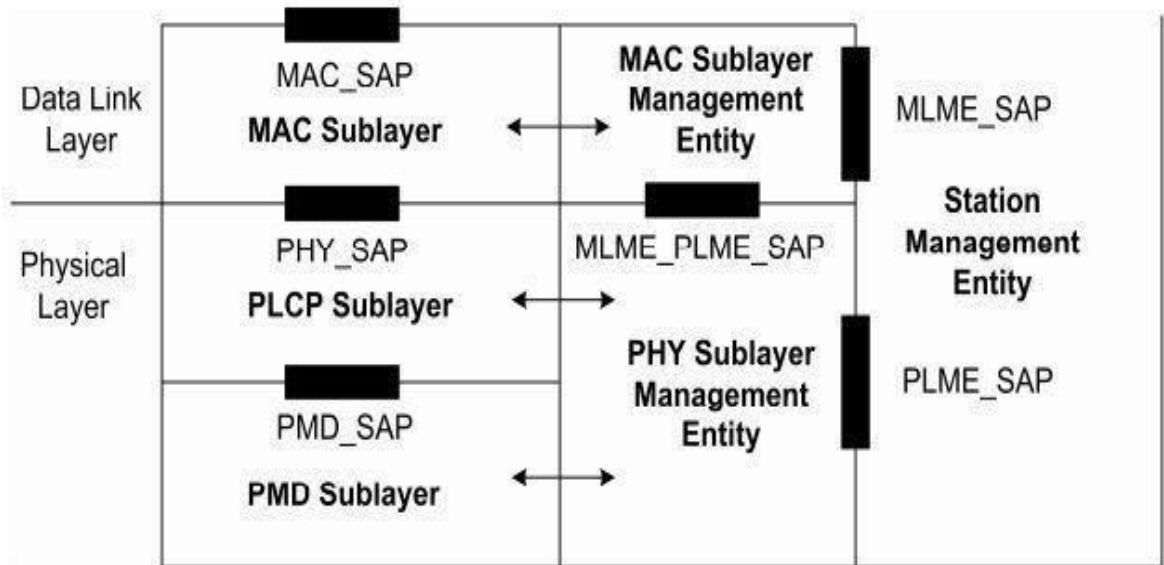 Data Link
Layer
MAC_SAP
MAC Sublayer
MAC Sublayer
Management
Entity
MLME_SAP
Physical
Layer
PHY_SAP
PLCP Sublayer
MLME_PLME_SAP
Station
Management
Entity
PHY Sublayer
Management
Entity
PLME_SAP
PMD_SAP
PMD Sublayer